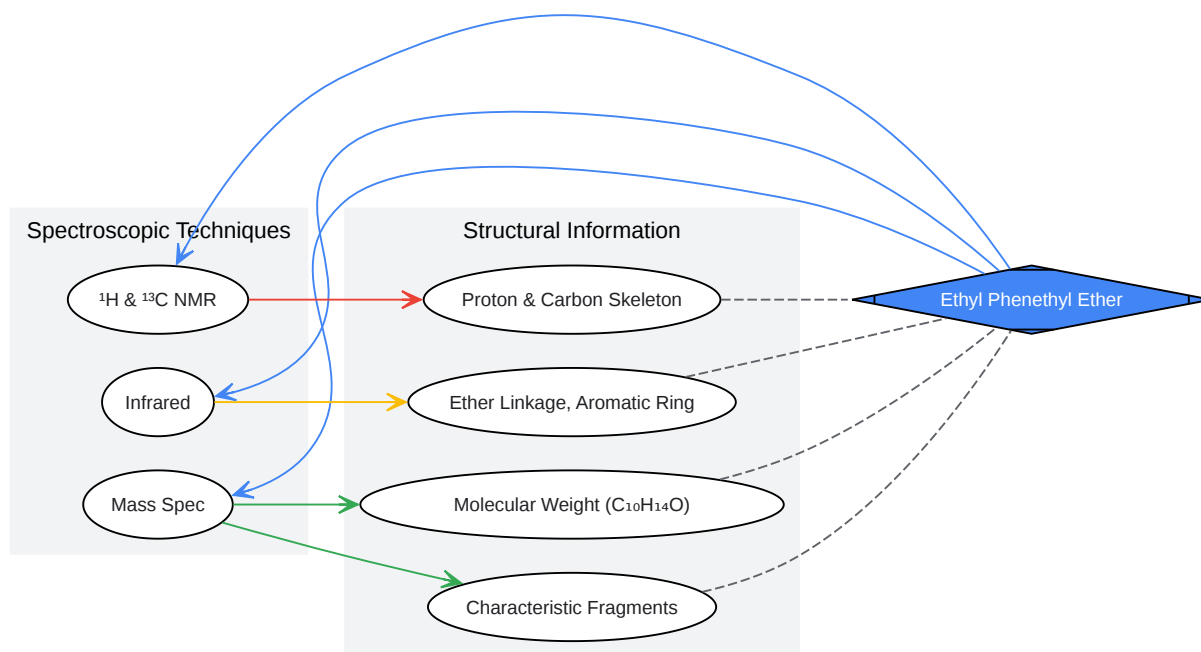 Spectroscopic Techniques
Structural Information
¹H & ¹³C NMR
Proton & Carbon Skeleton
Ethyl Phenethyl Ether
Infrared
Ether Linkage, Aromatic Ring
Mass Spec
Molecular Weight (C₁₀H₁₄O)
Characteristic Fragments